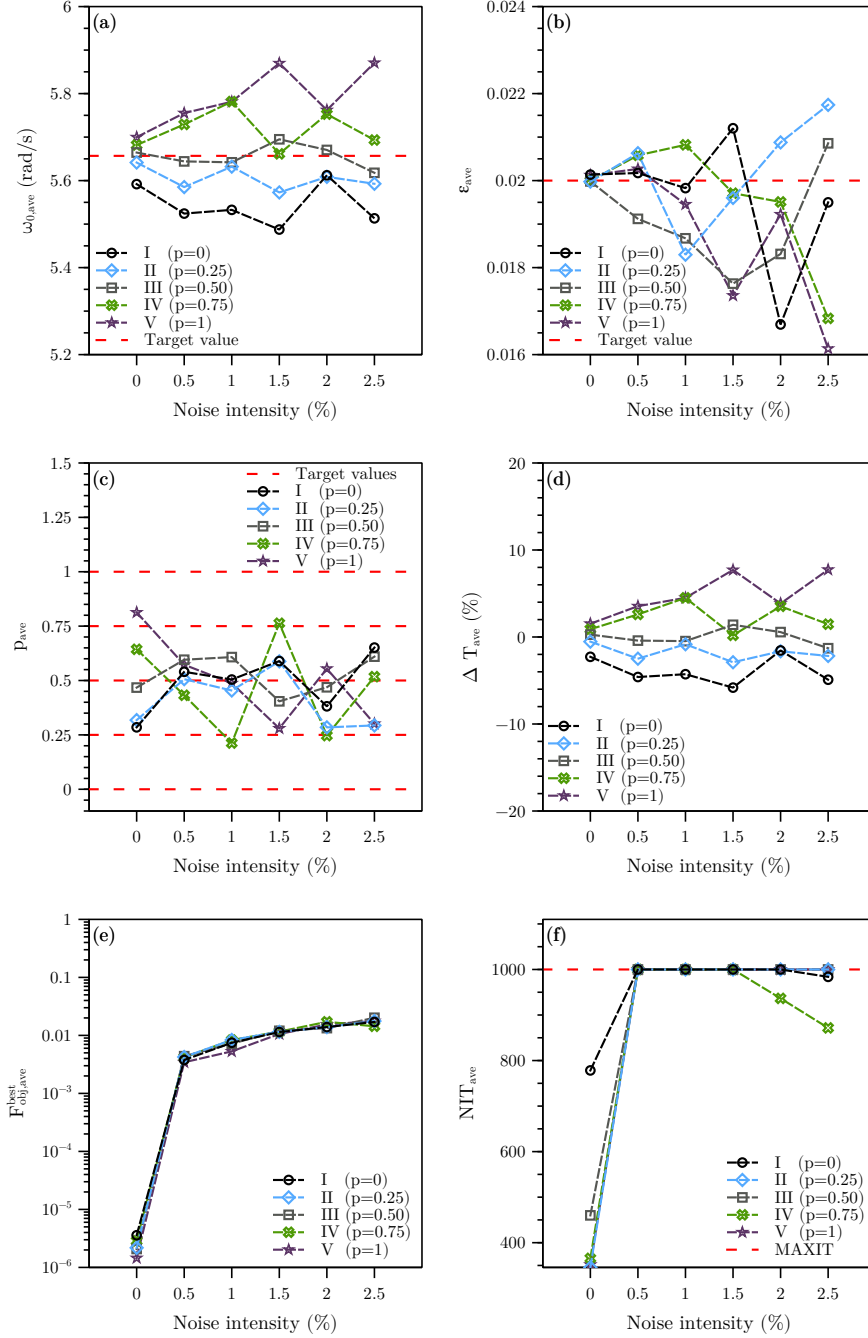 (a)
6
5.8
5.6
5.4
5.2
ω0,ave (rad/s)
I (p=0)
II (p=0.25)
III (p=0.50)
IV (p=0.75)
V (p=1)
Target value
0 0.5 1 1.5 2 2.5
Noise intensity (%)
(b)
0.024
0.022
0.02
0.018
0.016
εave
I (p=0)
II (p=0.25)
III (p=0.50)
IV (p=0.75)
V (p=1)
Target value
0 0.5 1 1.5 2 2.5
Noise intensity (%)
(c)
1.5
1.25
1
0.75
0.5
0.25
0
pave
Target values
I (p=0)
II (p=0.25)
III (p=0.50)
IV (p=0.75)
V (p=1)
0 0.5 1 1.5 2 2.5
Noise intensity (%)
(d)
20
10
0
−10
−20
Δ Tave (%)
I (p=0)
II (p=0.25)
III (p=0.50)
IV (p=0.75)
V (p=1)
0 0.5 1 1.5 2 2.5
Noise intensity (%)
(e)
1
0.1
0.01
10⁻³
10⁻⁴
10⁻⁵
10⁻⁶
Fbestobj,ave
I (p=0)
II (p=0.25)
III (p=0.50)
IV (p=0.75)
V (p=1)
0 0.5 1 1.5 2 2.5
Noise intensity (%)
(f)
1000
800
600
400
NITave
I (p=0)
II (p=0.25)
III (p=0.50)
IV (p=0.75)
V (p=1)
MAXIT
0 0.5 1 1.5 2 2.5
Noise intensity (%)